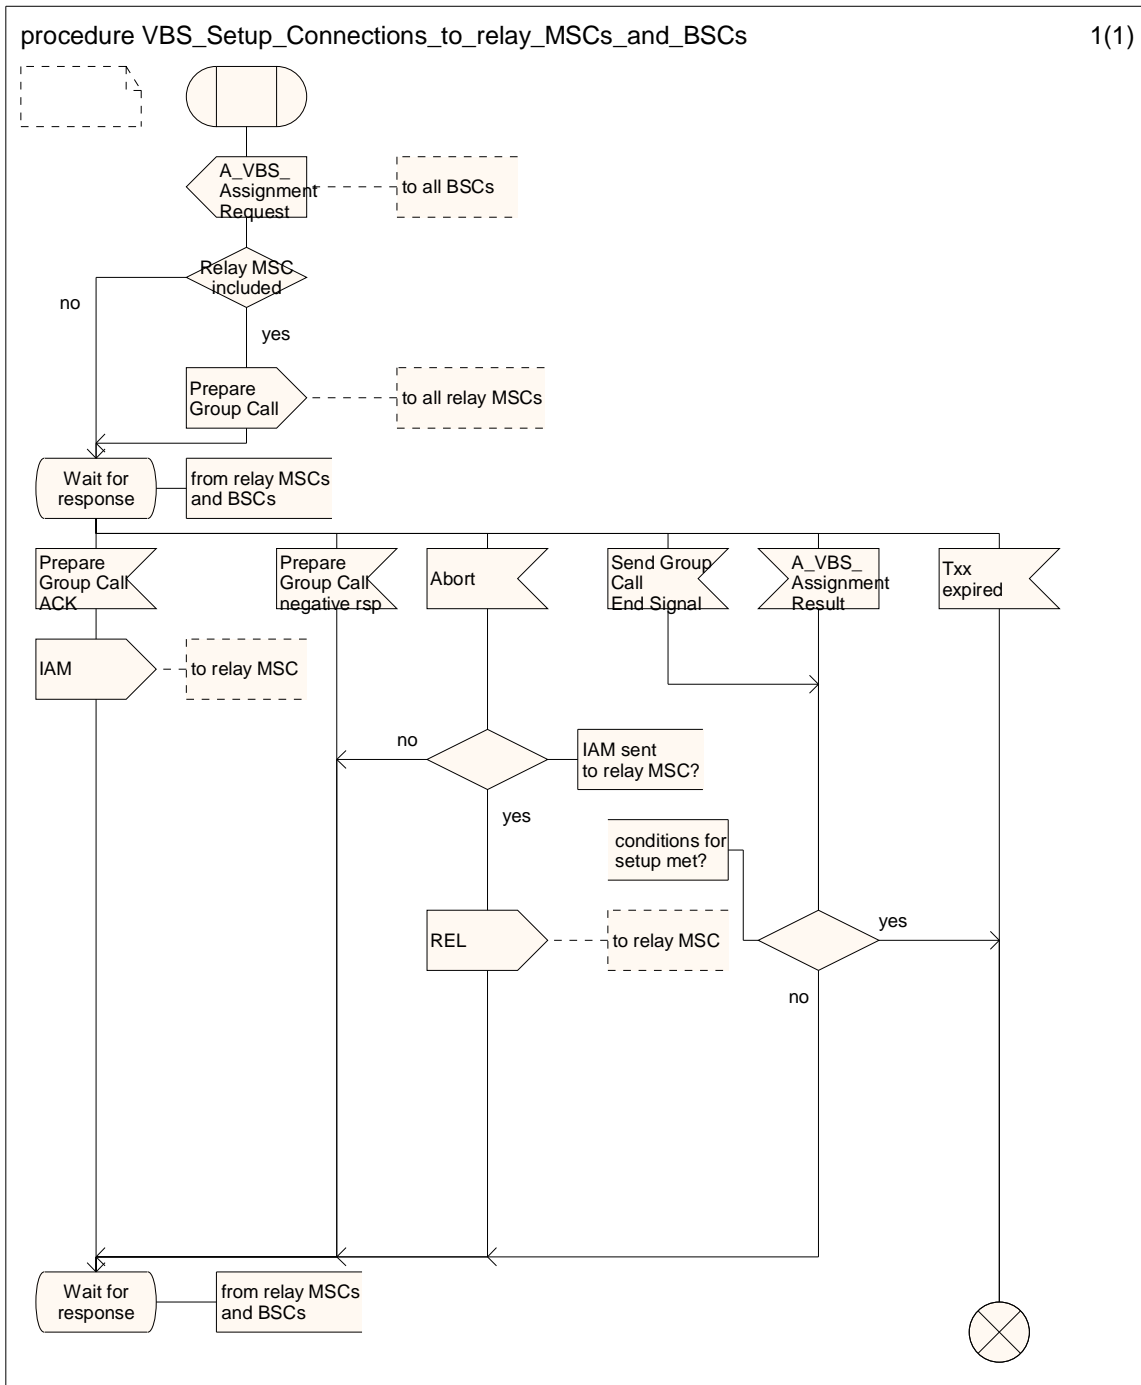 procedure VBS_Setup_Connections_to_relay_MSCs_and_BSCs
1(1)
A_VBS_
Assignment
Request
to all BSCs
Relay MSC
included
no
yes
Prepare
Group Call
to all relay MSCs
Wait for
response
from relay MSCs
and BSCs
Prepare
Group Call
ACK
Prepare
Group Call
negative rsp
Abort
Send Group
Call
End Signal
A_VBS_
Assignment
Result
Txx
expired
IAM
to relay MSC
no
IAM sent
to relay MSC?
yes
conditions for
setup met?
REL
to relay MSC
yes
no
Wait for
response
from relay MSCs
and BSCs